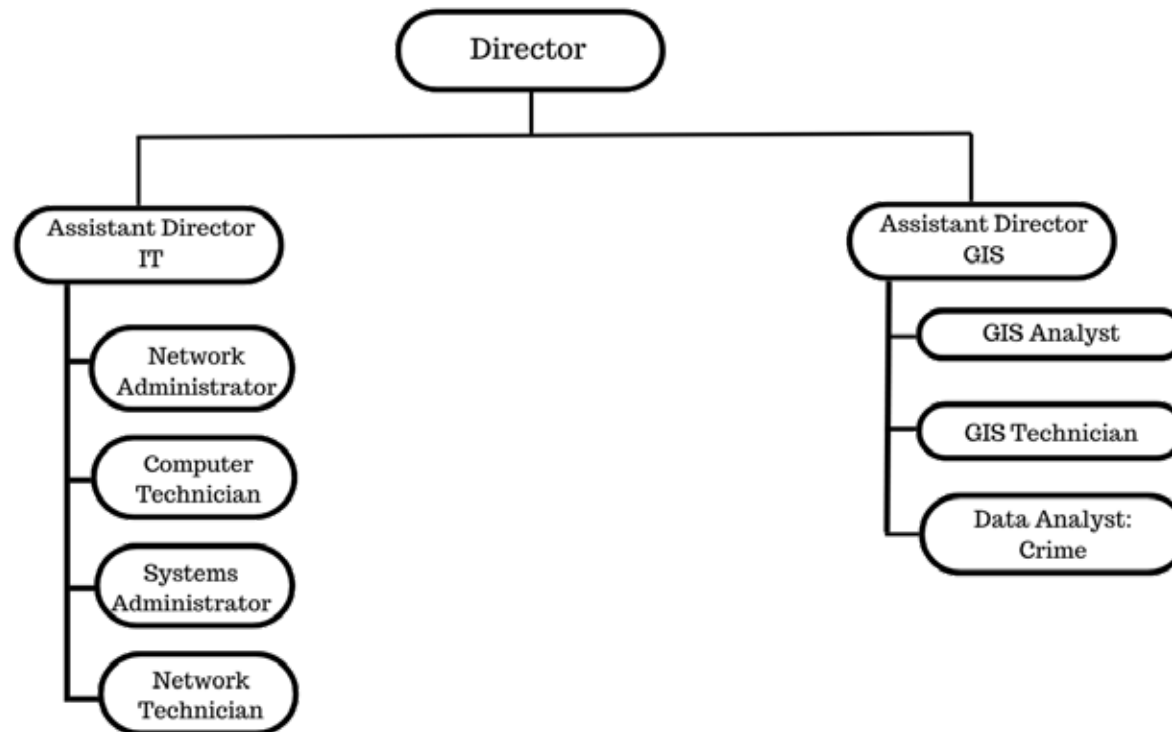 Director
Assistant Director
IT
Network
Administrator
Computer
Technician
Systems
Administrator
Network
Technician
Assistant Director
GIS
GIS Analyst
GIS Technician
Data Analyst:
Crime